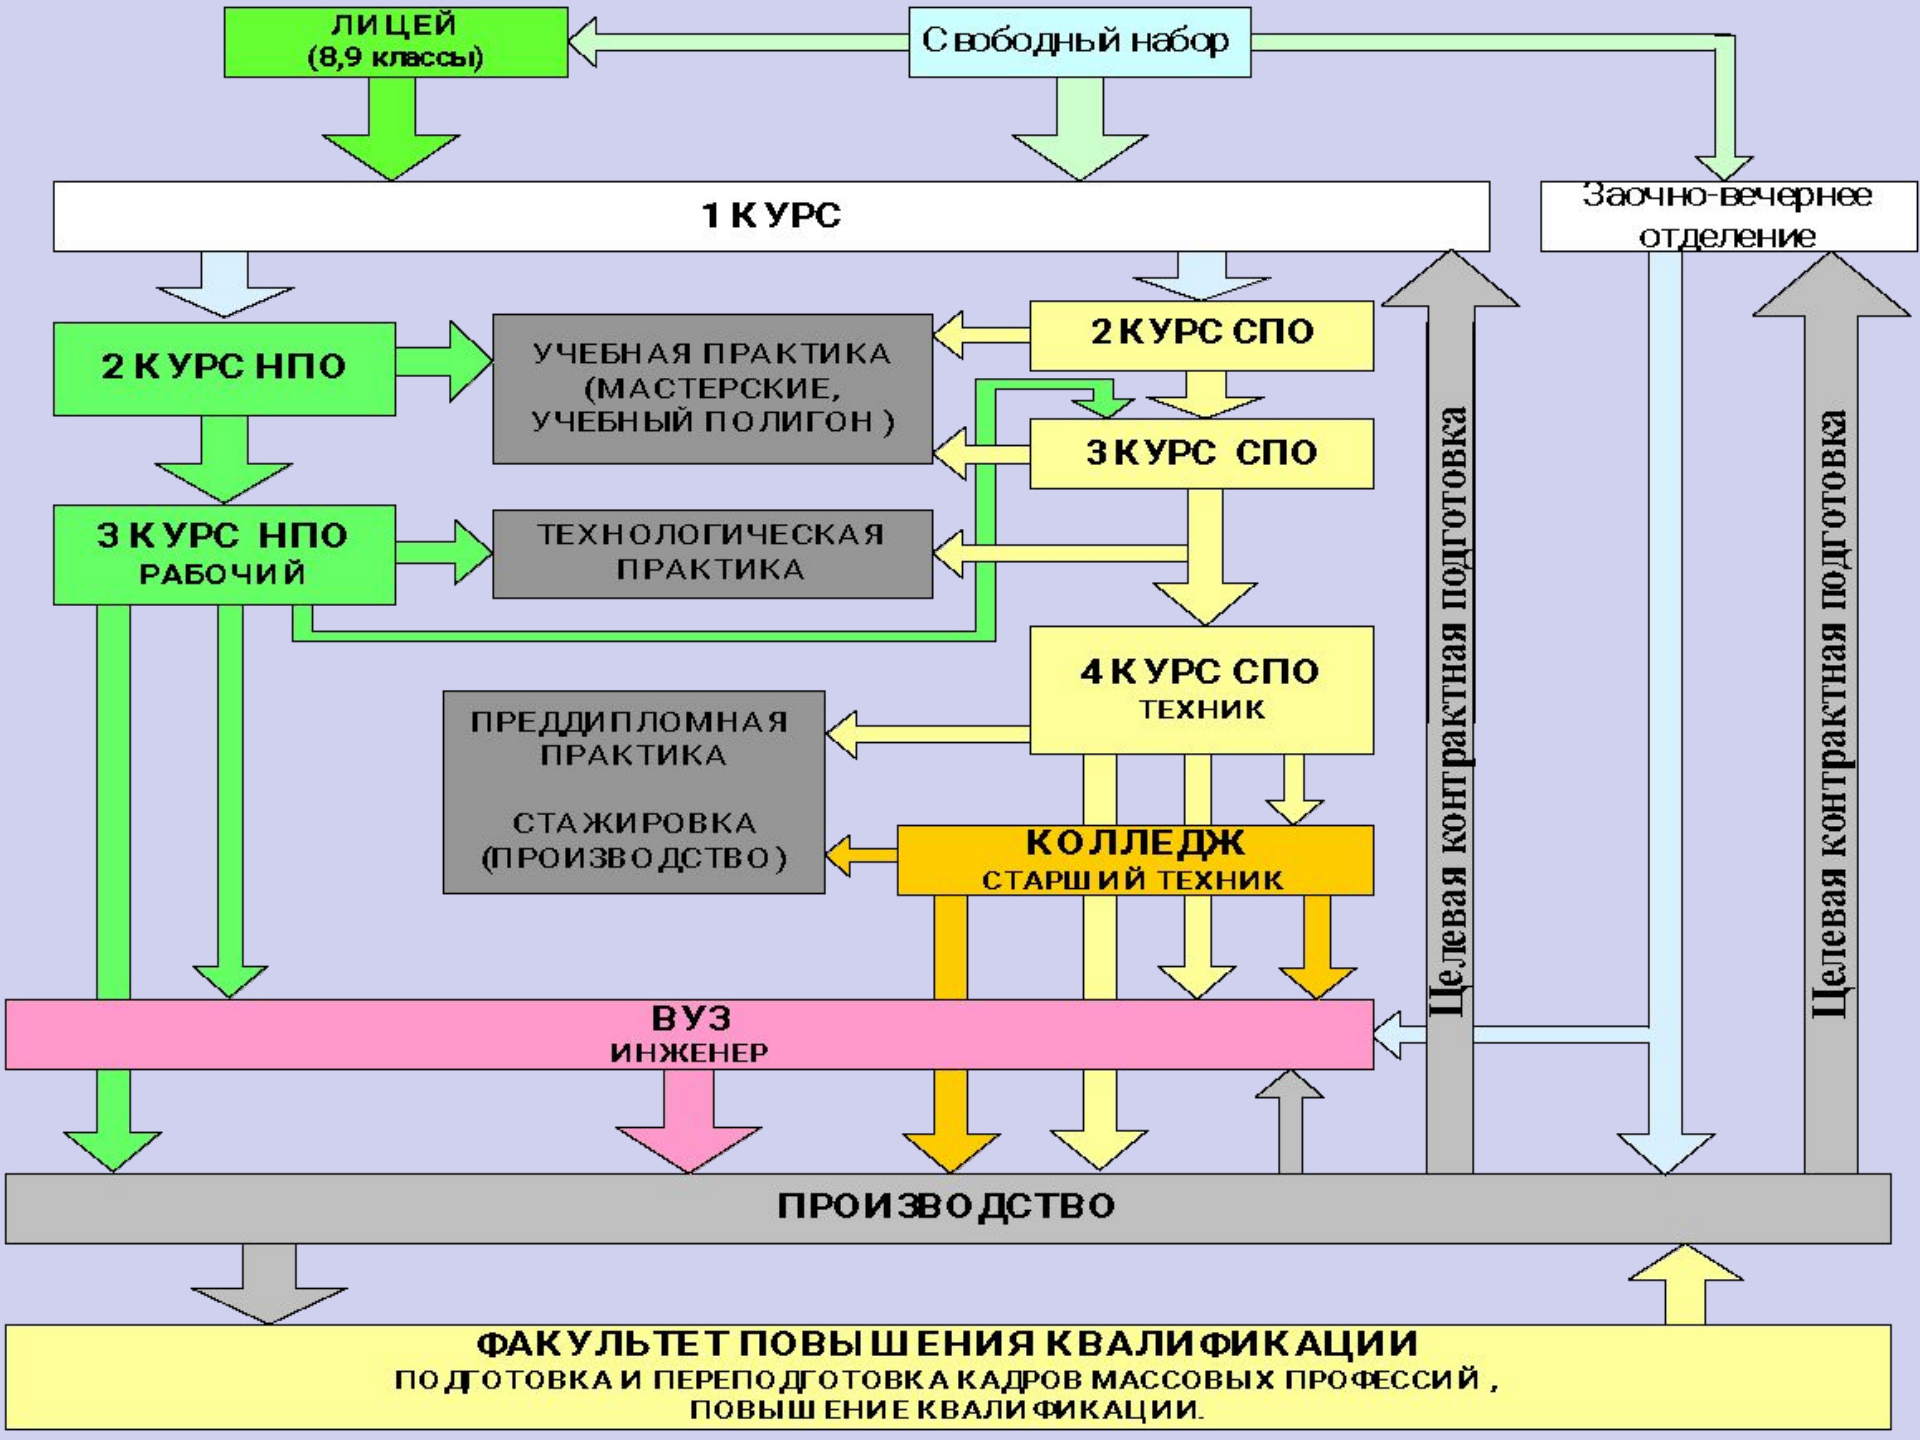 ЛИЦЕЙ
(8,9 классы)
Свободный набор
1 КУРС
Заочно-вечернее
отделение
2 КУРС НПО
УЧЕБНАЯ ПРАКТИКА
(МАСТЕРСКИЕ,
УЧЕБНЫЙ ПОЛИГОН )
2 КУРС СПО
3 КУРС СПО
3 КУРС НПО
РАБОЧИЙ
ТЕХНОЛОГИЧЕСКАЯ
ПРАКТИКА
4 КУРС СПО
ТЕХНИК
ПРЕДДИПЛОМНАЯ
ПРАКТИКА
СТАЖИРОВКА
(ПРОИЗВОДСТВО)
КОЛЛЕДЖ
СТАРШИЙ ТЕХНИК
Целевая контрактная подготовка
Целевая контрактная подготовка
ВУЗ
ИНЖЕНЕР
ПРОИЗВОДСТВО
ФАКУЛЬТЕТ ПОВЫШЕНИЯ КВАЛИФИКАЦИИ
ПОДГОТОВКА И ПЕРЕПОДГОТОВКА КАДРОВ МАССОВЫХ ПРОФЕССИЙ ,
ПОВЫШЕНИЕ КВАЛИФИКАЦИИ.